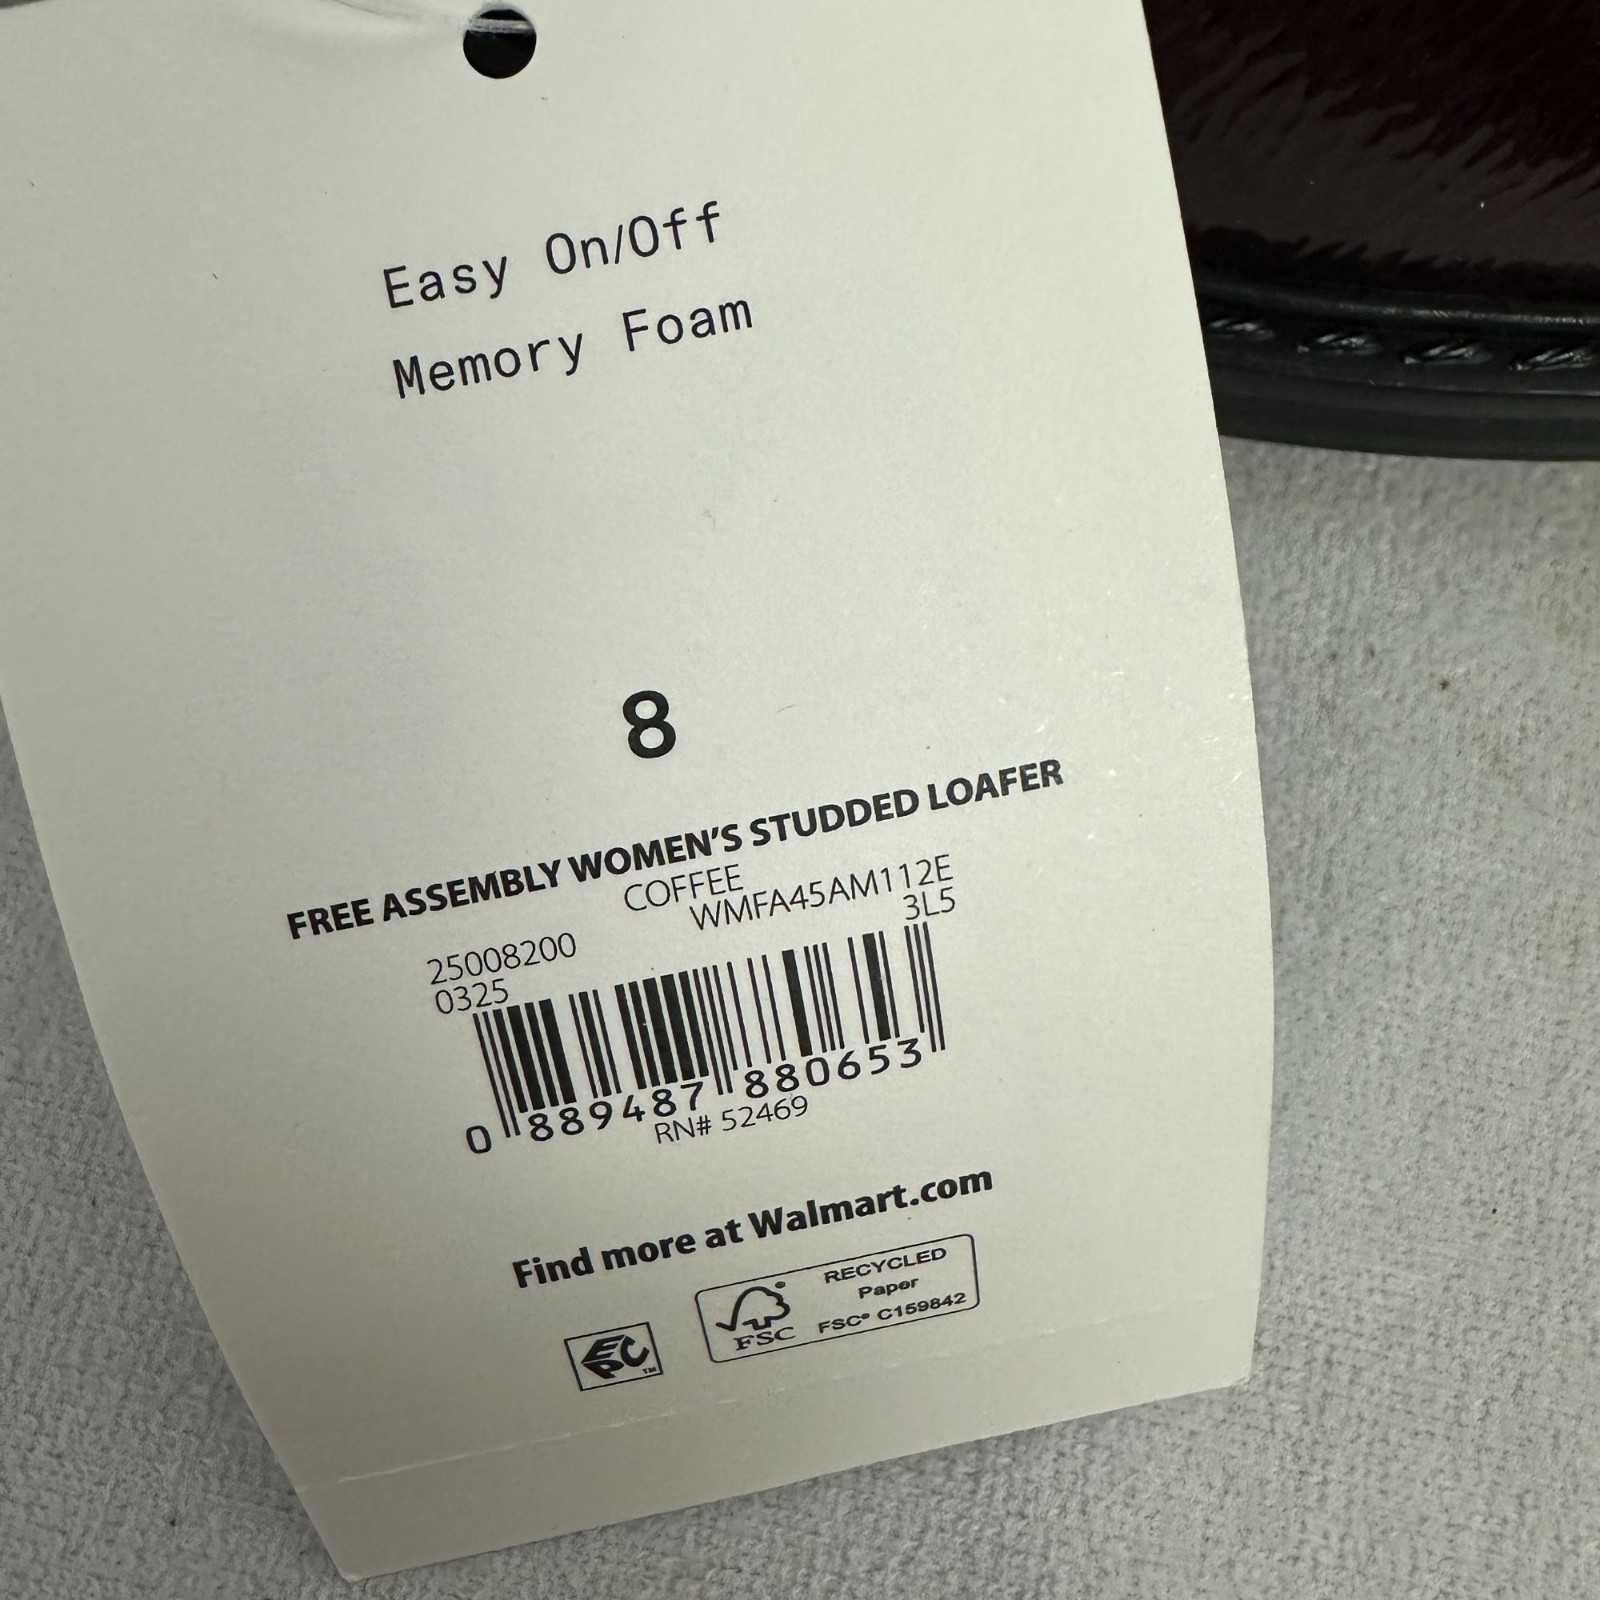 Easy On/Off
Memory Foam
8
FREE ASSEMBLY WOMEN'S STUDDED LOAFER
COFFEE
25008200 WMFA45AM112E
0325 3L5
0 889487 880653
RN# 52469
Find more at Walmart.com
EPC™
FSC®
RECYCLED
Paper
FSC® C159842